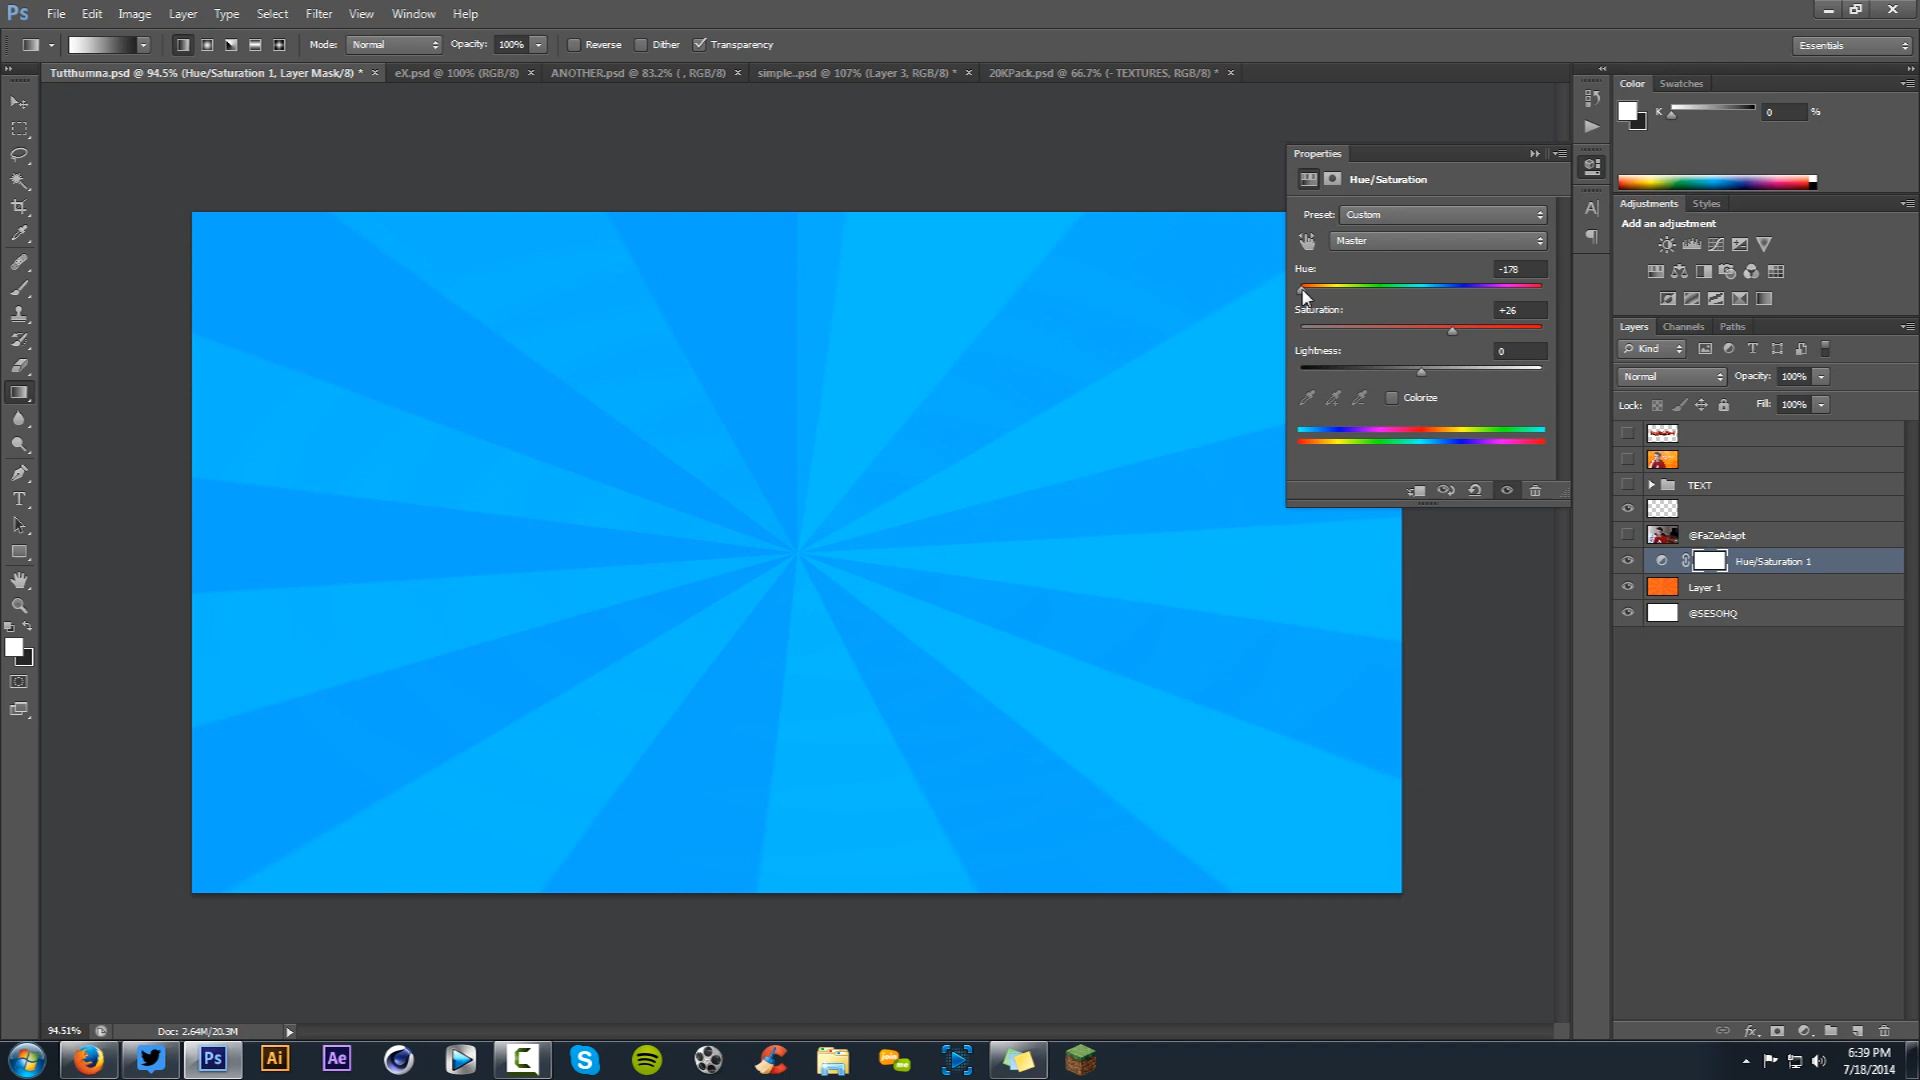 Ps File Edit Image Layer Type Select Filter View Window Help
Mode: Normal Opacity: 100% Reverse Dither Transparency Essentials
Tutthumna.psd @ 94.5% (Hue/Saturation 1, Layer Mask/8) * × eX.psd @ 100% (RGB/8) × ANOTHER.psd @ 83.2% ( , RGB/8) × simple..psd @ 107% (Layer 3, RGB/8) * × 20KPack.psd @ 66.7% (- TEXTURES, RGB/8) * ×
Color Swatches
K 0 %
Properties
Hue/Saturation
Preset: Custom
Master
Hue: -178
Saturation: +26
Lightness: 0
Colorize
Adjustments Styles
Add an adjustment
Layers Channels Paths
Kind
Normal Opacity: 100%
Lock: Fill: 100%
TEXT
@FaZeAdapt
Hue/Saturation 1
Layer 1
@SESOHQ
94.51% Doc: 2.64M/20.3M
Ps Ai Ae
join me
6:39 PM
7/18/2014